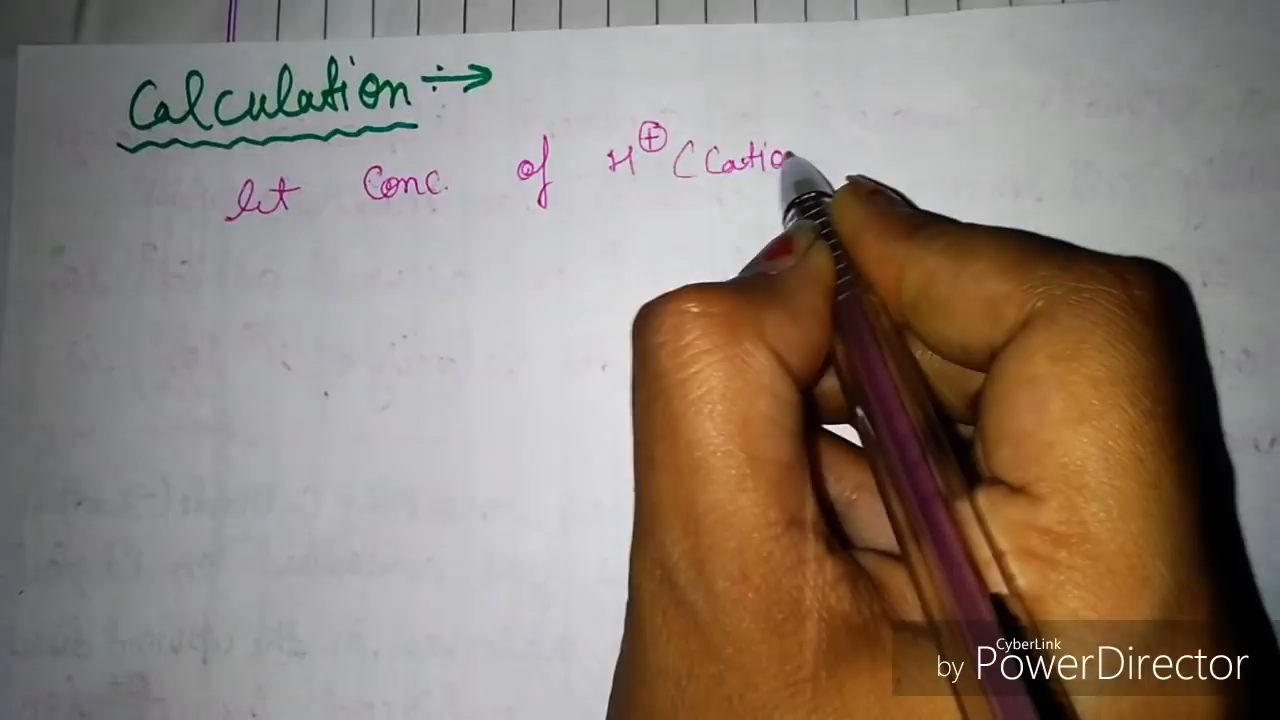 Calculation ÷→
let Conc. of H⊕ (Catio
CyberLink
by PowerDirector